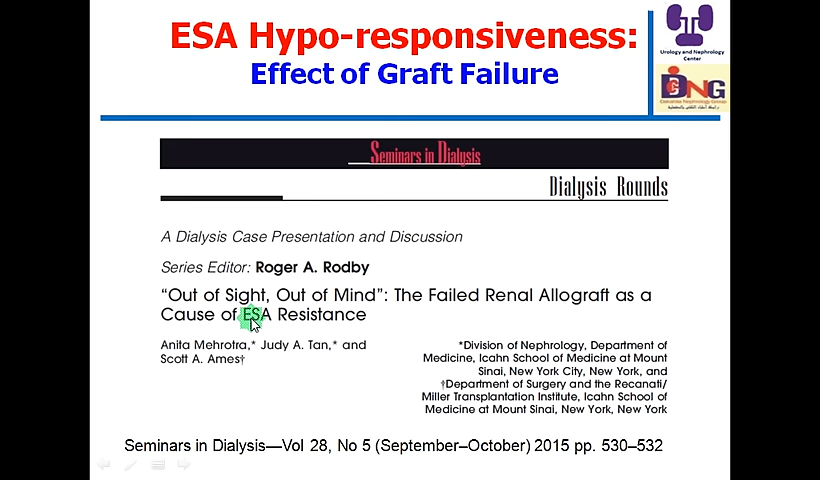 ESA Hypo-responsiveness:
Effect of Graft Failure
Urology and Nephrology
Center
DNG
Seminars in Dialysis
Dialysis Rounds
A Dialysis Case Presentation and Discussion
Series Editor: Roger A. Rodby
“Out of Sight, Out of Mind”: The Failed Renal Allograft as a
Cause of ESA Resistance
Anita Mehrotra,* Judy A. Tan,* and
Scott A. Ames†
*Division of Nephrology, Department of
Medicine, Icahn School of Medicine at Mount
Sinai, New York City, New York, and
†Department of Surgery and the Recanati/
Miller Transplantation Institute, Icahn School of
Medicine at Mount Sinai, New York, New York
Seminars in Dialysis—Vol 28, No 5 (September–October) 2015 pp. 530–532